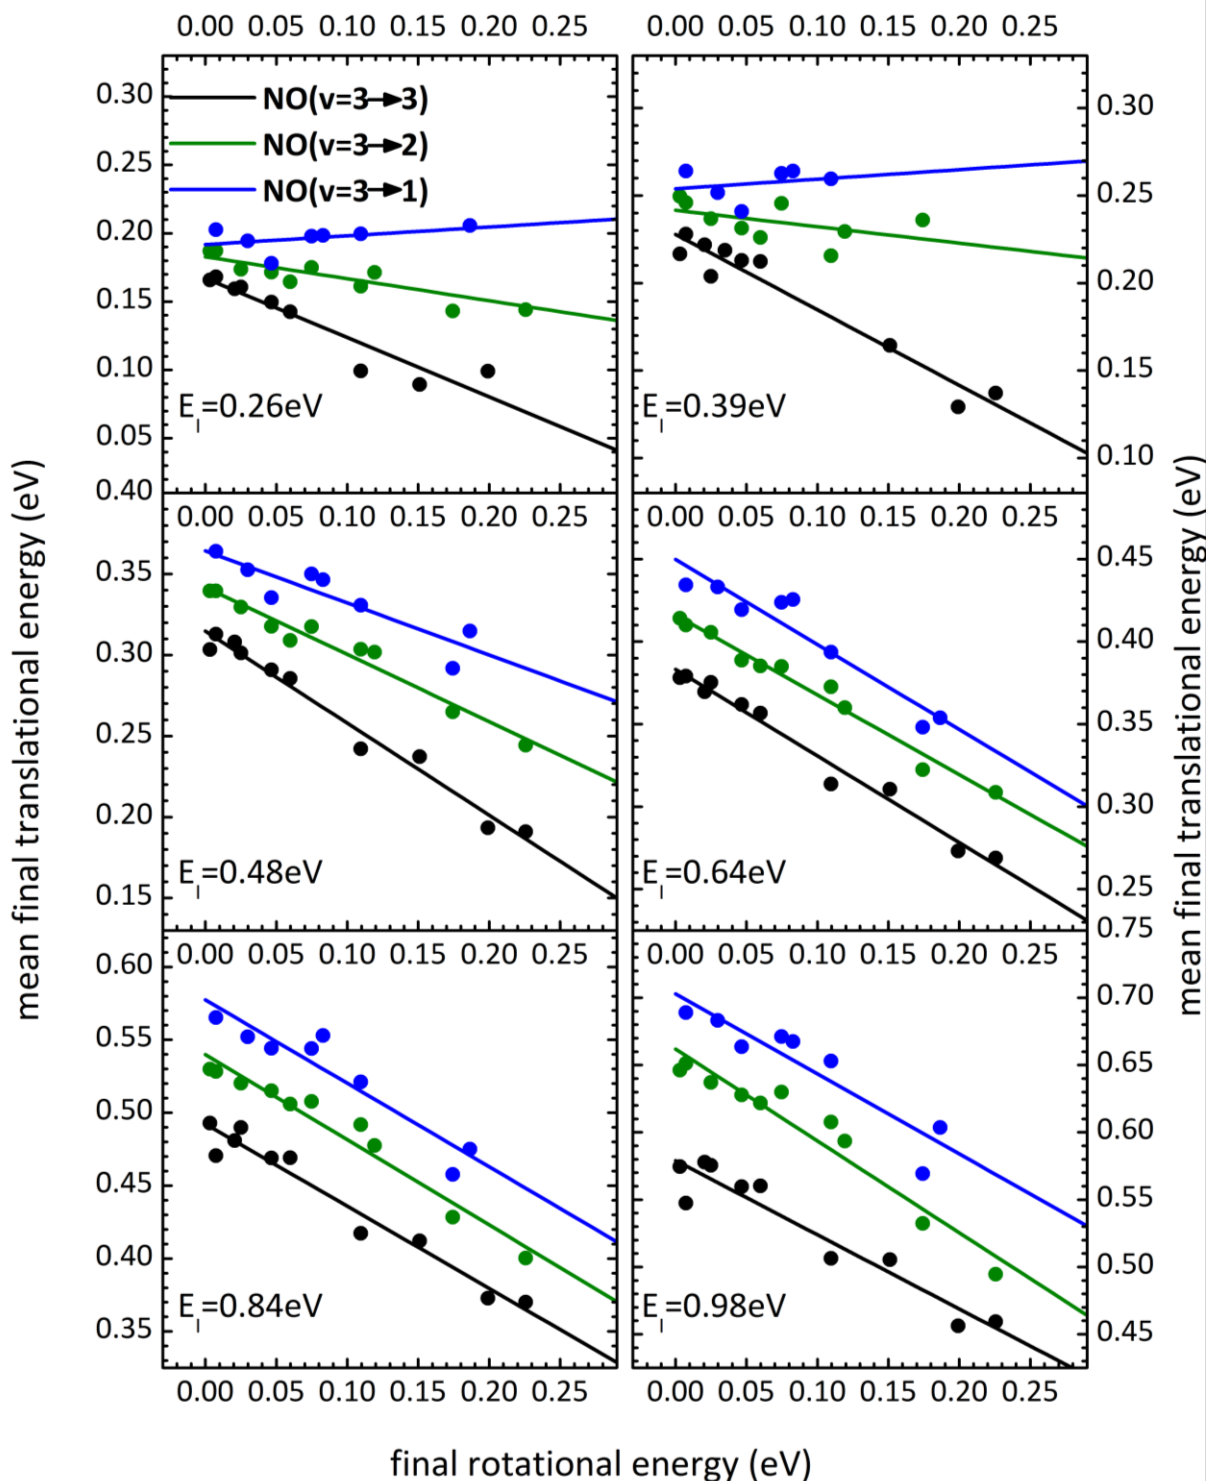 0.00 0.05 0.10 0.15 0.20 0.25
0.00 0.05 0.10 0.15 0.20 0.25
NO(v=3→3)
NO(v=3→2)
NO(v=3→1)
0.30
0.25
0.20
0.15
0.10
0.05
0.40
E_I=0.26eV
0.30
0.25
0.20
0.15
0.10
E_I=0.39eV
0.00 0.05 0.10 0.15 0.20 0.25
0.35
0.30
0.25
0.20
0.15
E_I=0.48eV
0.00 0.05 0.10 0.15 0.20 0.25
0.45
0.40
0.35
0.30
0.25
0.75
E_I=0.64eV
0.00 0.05 0.10 0.15 0.20 0.25
0.60
0.55
0.50
0.45
0.40
0.35
E_I=0.84eV
0.00 0.05 0.10 0.15 0.20 0.25
0.70
0.65
0.60
0.55
0.50
0.45
E_I=0.98eV
0.00 0.05 0.10 0.15 0.20 0.25
0.00 0.05 0.10 0.15 0.20 0.25
mean final translational energy (eV)
mean final translational energy (eV)
final rotational energy (eV)